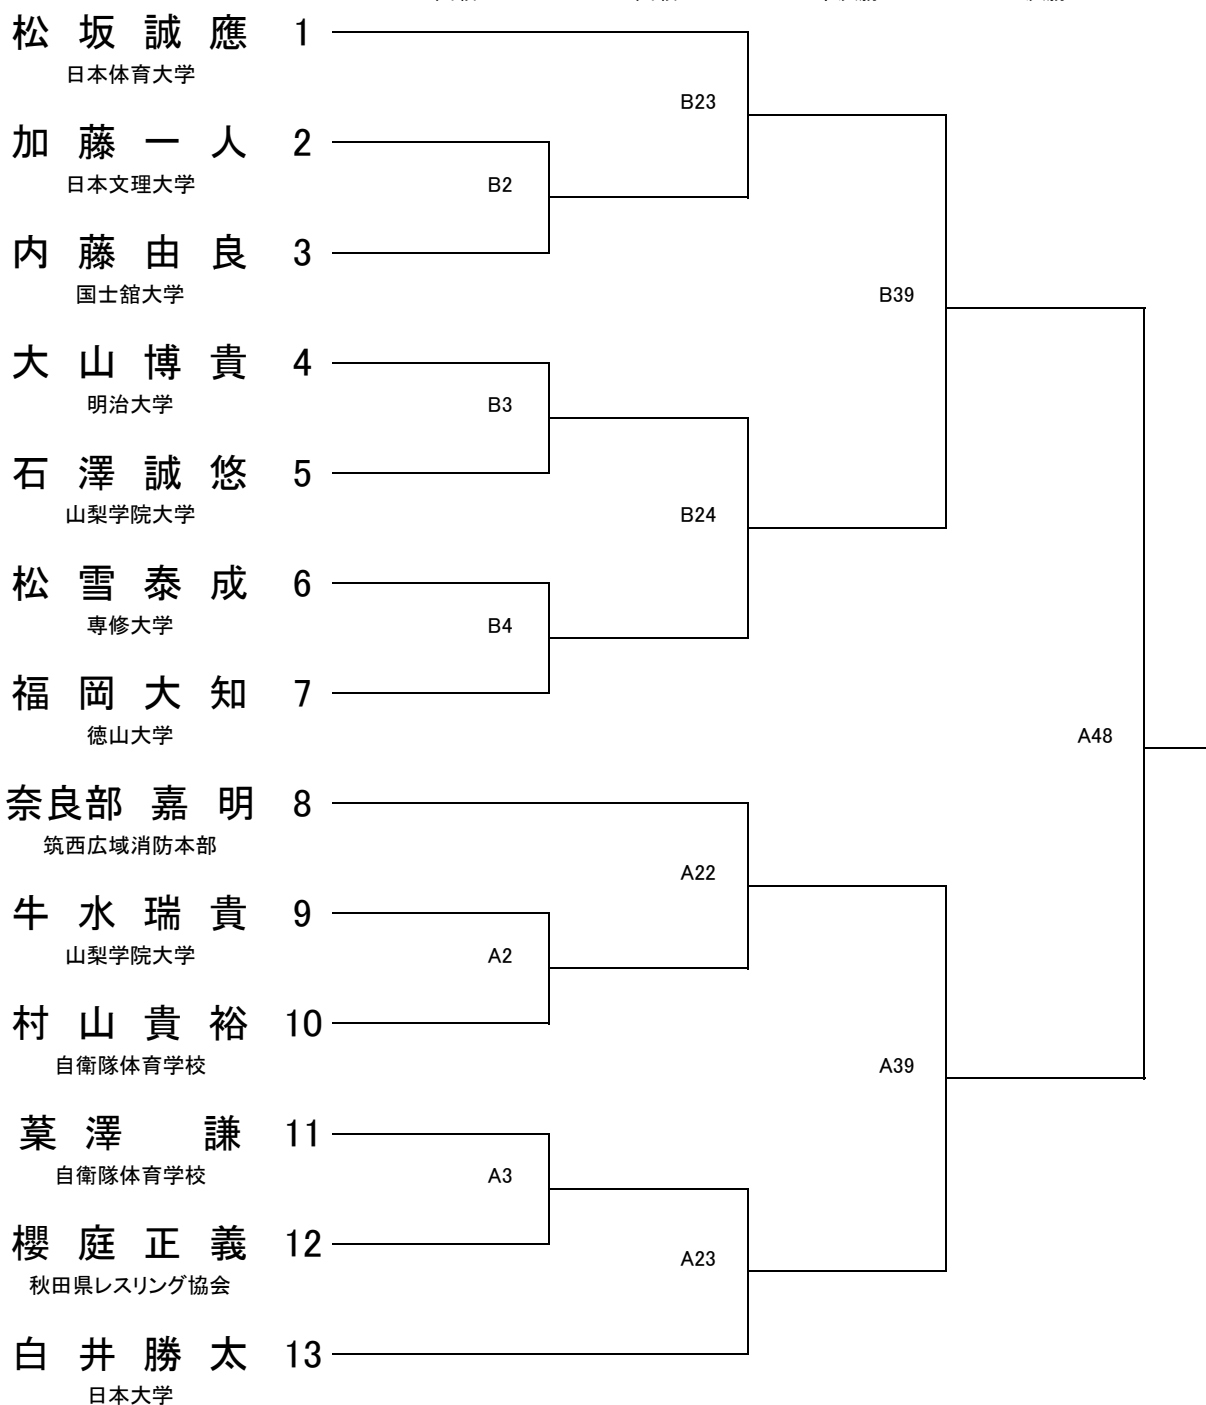 松坂誠應 1
日本体育大学
B23
加藤一人 2
日本文理大学
B2
内藤由良 3
国士舘大学
B39
大山博貴 4
明治大学
B3
石澤誠悠 5
山梨学院大学
B24
松雪泰成 6
専修大学
B4
福岡大知 7
徳山大学
A48
奈良部嘉明 8
筑西広域消防本部
A22
牛水瑞貴 9
山梨学院大学
A2
村山貴裕 10
自衛隊体育学校
A39
葉澤 謙 11
自衛隊体育学校
A3
櫻庭正義 12
秋田県レスリング協会
A23
白井勝太 13
日本大学